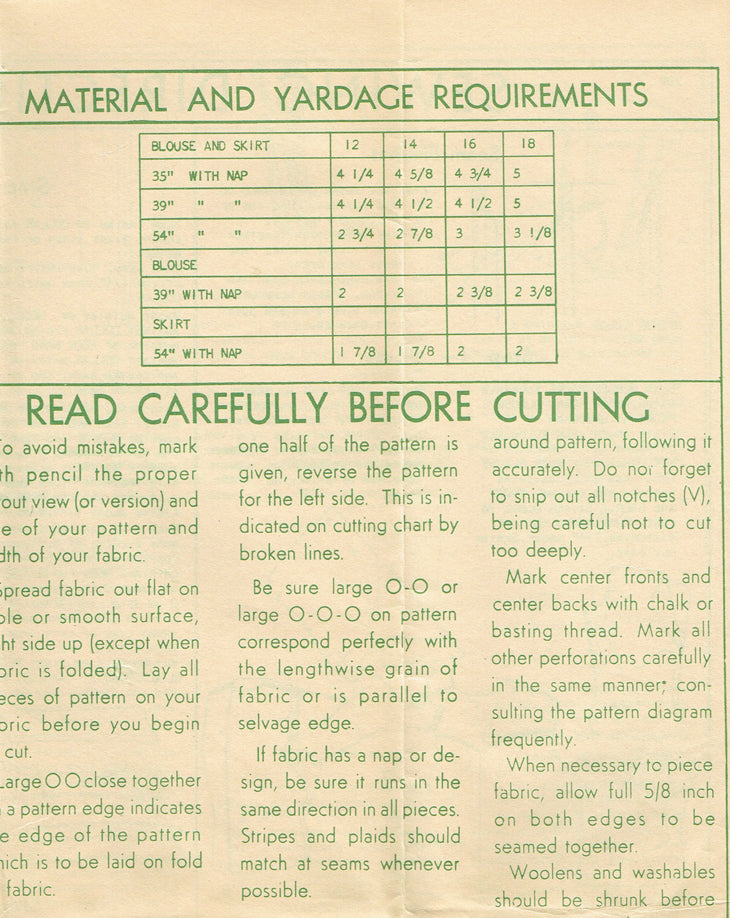 MATERIAL AND YARDAGE REQUIREMENTS
BLOUSE AND SKIRT 12 14 16 18
35" WITH NAP 4 1/4 4 5/8 4 3/4 5
39" " " 4 1/4 4 1/2 4 1/2 5
54" " " 2 3/4 2 7/8 3 3 1/8
BLOUSE
39" WITH NAP 2 2 2 3/8 2 3/8
SKIRT
54" WITH NAP 1 7/8 1 7/8 2 2
READ CAREFULLY BEFORE CUTTING
To avoid mistakes, mark
th pencil the proper
out view (or version) and
e of your pattern and
dth of your fabric.
Spread fabric out flat on
ble or smooth surface,
ht side up (except when
bric is folded). Lay all
eces of pattern on your
bric before you begin
cut.
Large O O close together
a pattern edge indicates
e edge of the pattern
hich is to be laid on fold
fabric.
one half of the pattern is
given, reverse the pattern
for the left side. This is in-
dicated on cutting chart by
broken lines.
Be sure large O-O or
large O-O-O on pattern
correspond perfectly with
the lengthwise grain of
fabric or is parallel to
selvage edge.
If fabric has a nap or de-
sign, be sure it runs in the
same direction in all pieces.
Stripes and plaids should
match at seams whenever
possible.
around pattern, following it
accurately. Do not forget
to snip out all notches (V),
being careful not to cut
too deeply.
Mark center fronts and
center backs with chalk or
basting thread. Mark all
other perforations carefully
in the same manner; con-
sulting the pattern diagram
frequently.
When necessary to piece
fabric, allow full 5/8 inch
on both edges to be
seamed together.
Woolens and washables
should be shrunk before